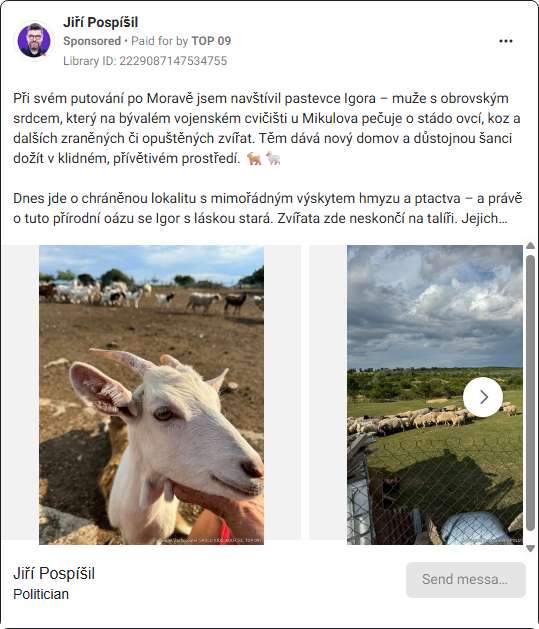 Jiří Pospíšil
Sponsored • Paid for by TOP 09
Library ID: 2229087147534755
Při svém putování po Moravě jsem navštívil pastevce Igora – muže s obrovským
srdcem, který na bývalém vojenském cvičišti u Mikulova pečuje o stádo ovcí, koz a
dalších zraněných či opuštěných zvířat. Těm dává nový domov a důstojnou šanci
dožít v klidném, přívětivém prostředí. 🐐🐑
Dnes jde o chráněnou lokalitu s mimořádným výskytem hmyzu a ptactva – a právě
o tuto přírodní oázu se Igor s láskou stará. Zvířata zde neskončí na talíři. Jejich...
Jiří Pospíšil
Politician
Send messa...